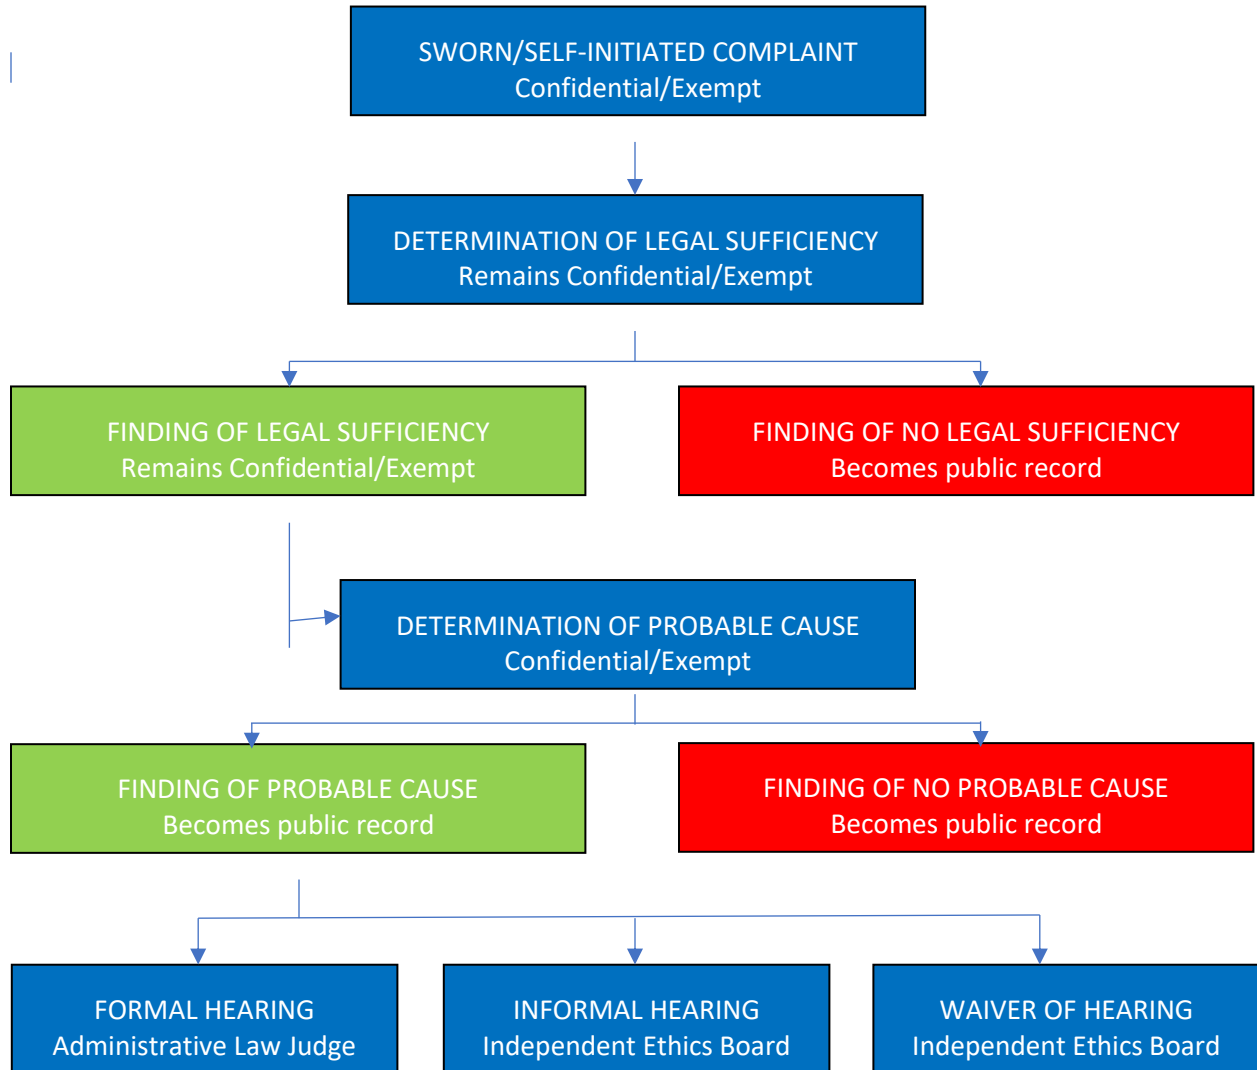 SWORN/SELF-INITIATED COMPLAINT
Confidential/Exempt
DETERMINATION OF LEGAL SUFFICIENCY
Remains Confidential/Exempt
FINDING OF LEGAL SUFFICIENCY
Remains Confidential/Exempt
FINDING OF NO LEGAL SUFFICIENCY
Becomes public record
DETERMINATION OF PROBABLE CAUSE
Confidential/Exempt
FINDING OF PROBABLE CAUSE
Becomes public record
FINDING OF NO PROBABLE CAUSE
Becomes public record
FORMAL HEARING
Administrative Law Judge
INFORMAL HEARING
Independent Ethics Board
WAIVER OF HEARING
Independent Ethics Board